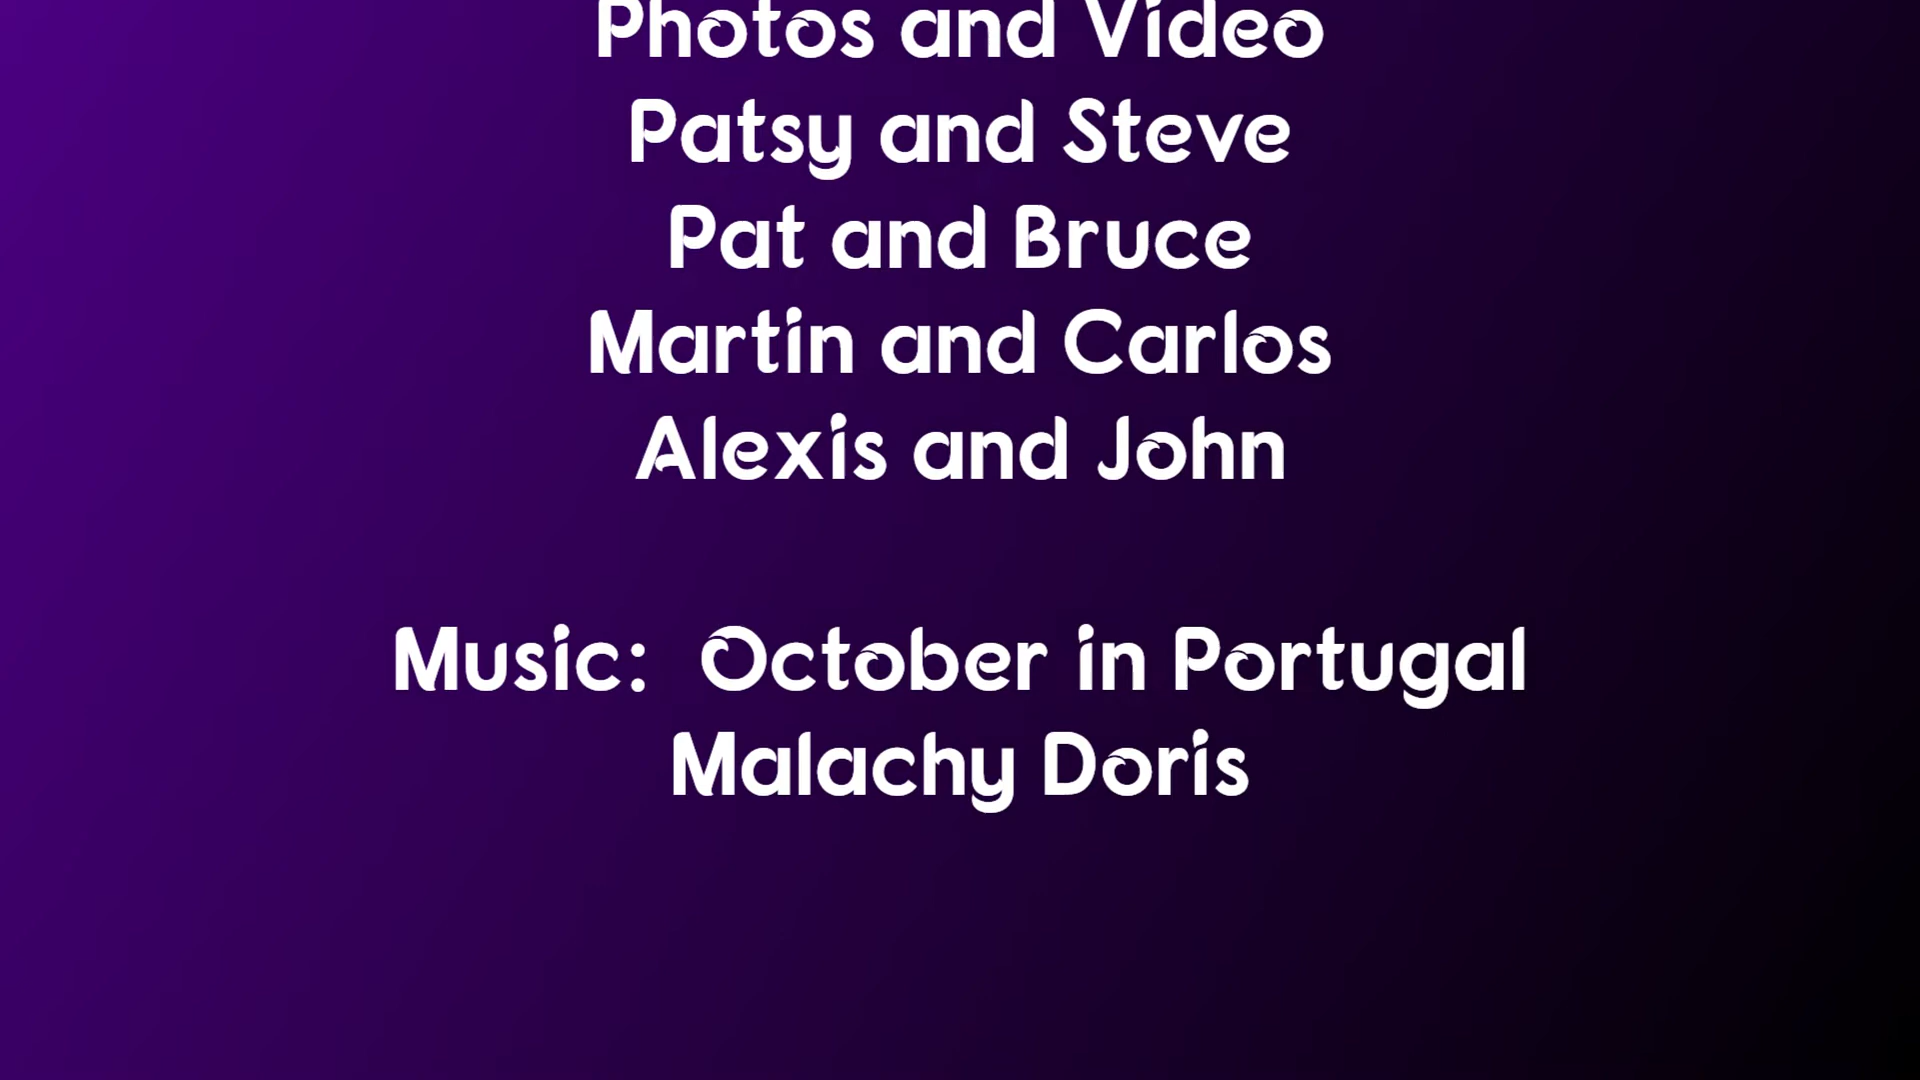 Photos and Video
Patsy and Steve
Pat and Bruce
Martin and Carlos
Alexis and John
Music:  October in Portugal
Malachy Doris